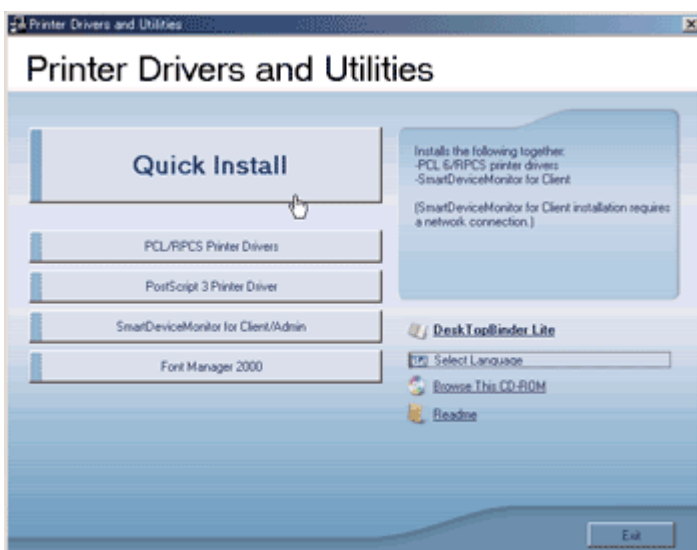 Printer Drivers and Utilities
Printer Drivers and Utilities
Quick Install
PCL/RPCS Printer Drivers
PostScript 3 Printer Driver
SmartDeviceMonitor for Client/Admin
Font Manager 2000
Installs the following together.
-PCL 6/RPCS printer drivers
-SmartDeviceMonitor for Client
(SmartDeviceMonitor for Client installation requires
a network connection.)
DeskTopBinder Lite
Select Language
Browse This CD-ROM
Readme
Exit